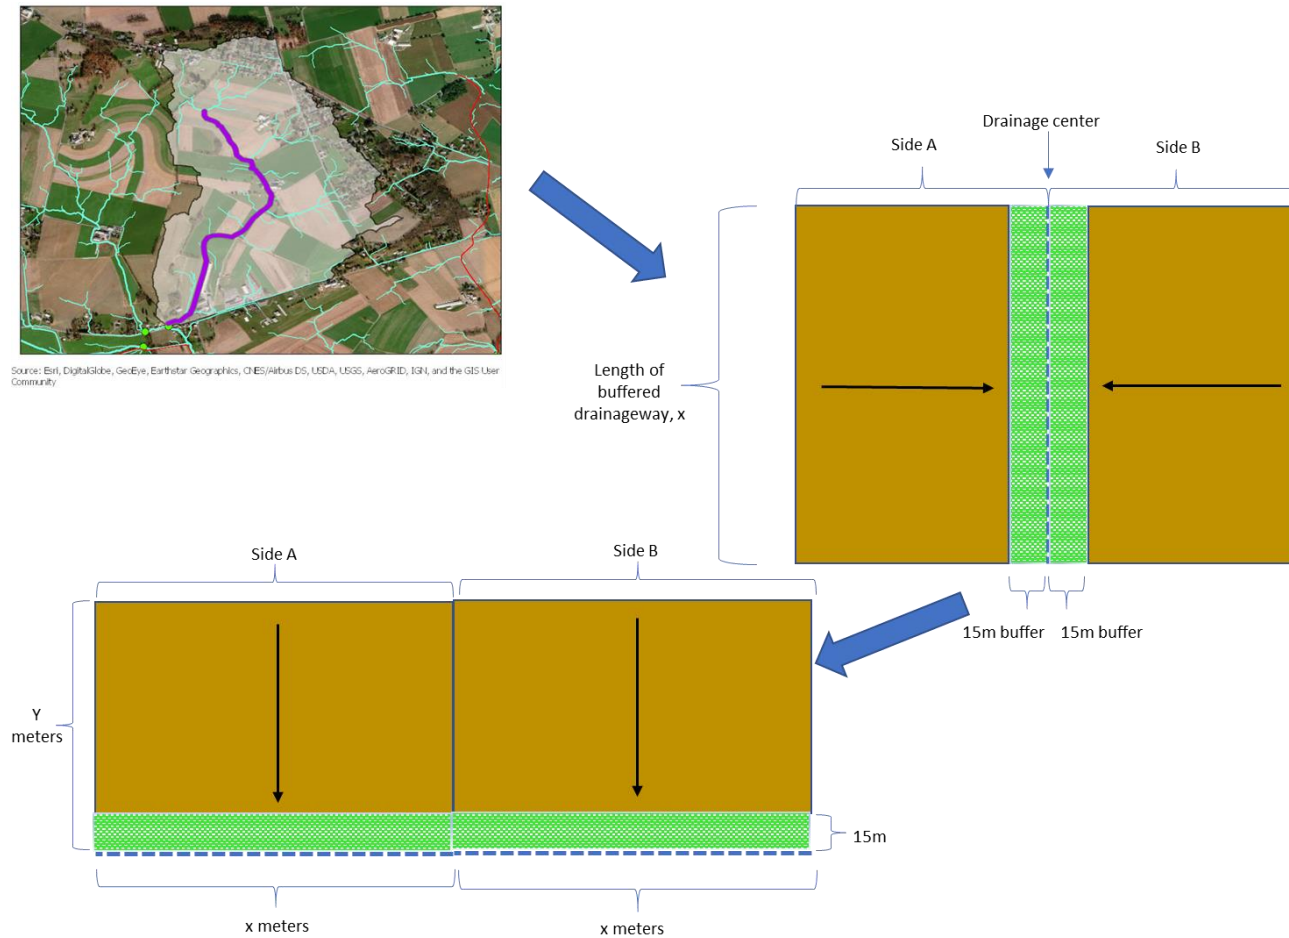 Source: Esri, DigitalGlobe, GeoEye, Earthstar Geographics, CNES/Airbus DS, USDA, USGS, AeroGRID, IGN, and the GIS User
Community
Drainage center
Side A
Side B
Length of
buffered
drainageway, x
15m buffer
15m buffer
Side A
Side B
Y
meters
15m
x meters
x meters